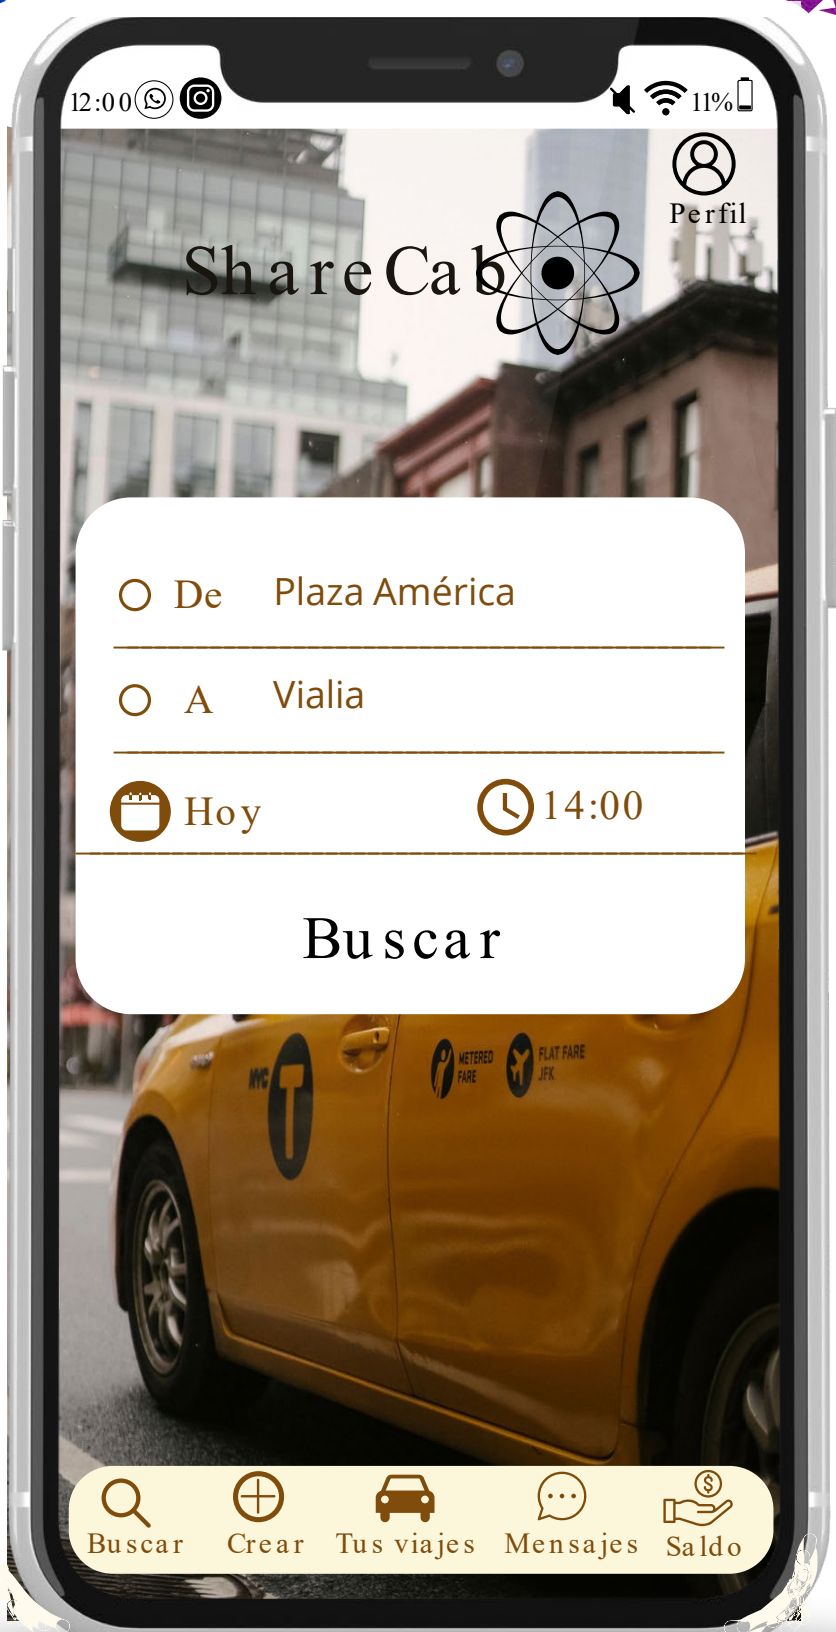 12:00 11%
Perfil
ShareCab
De Plaza América
A Vialia
Hoy 14:00
Buscar
NYC T METERED FARE FLAT FARE JFK
Buscar Crear Tus viajes Mensajes Saldo